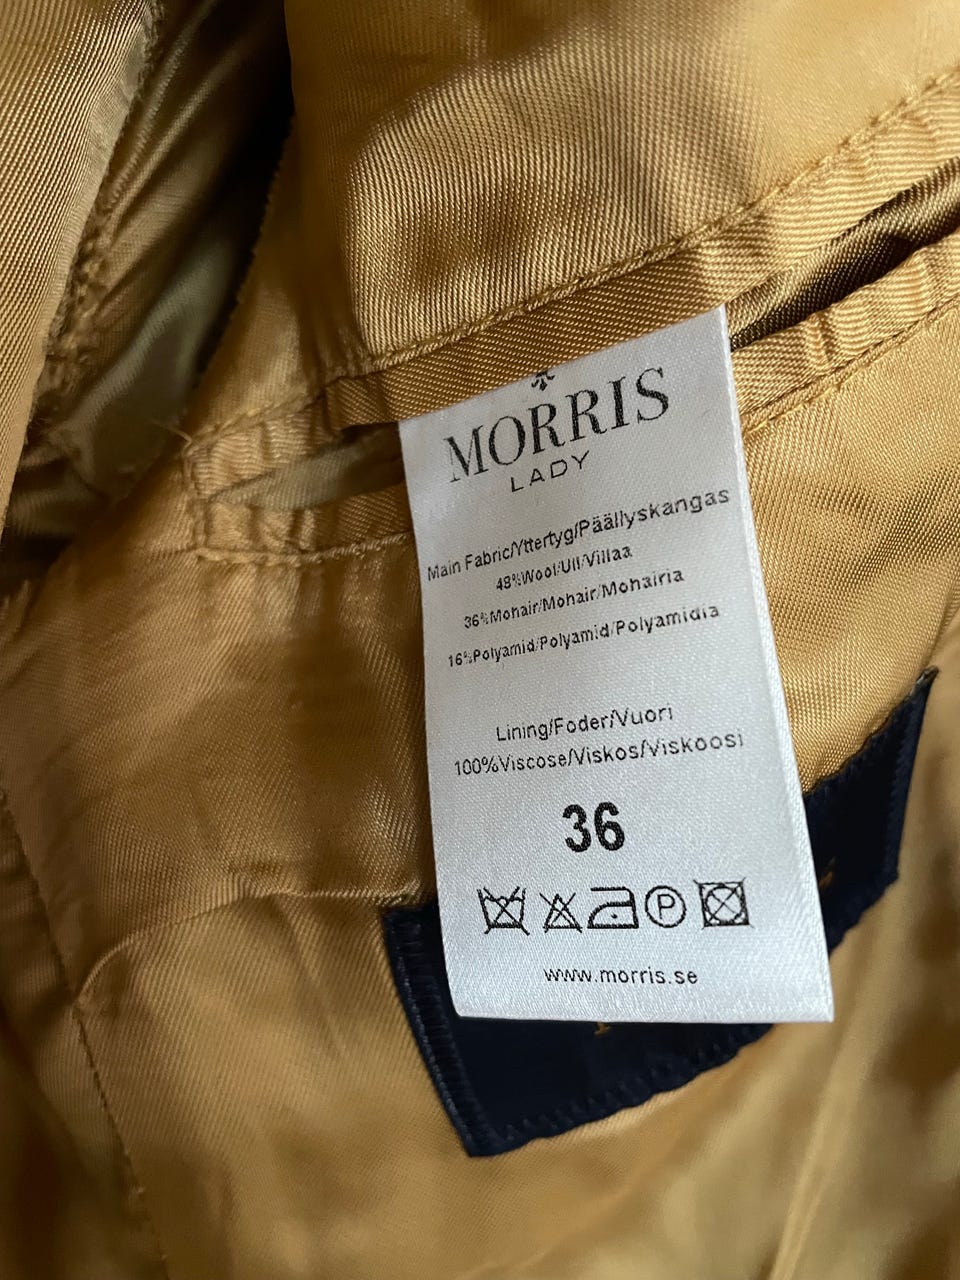 MORRIS
LADY
Main Fabric/Yttertyg/Päällyskangas
48%Wool/Ull/Villaa
36%Mohair/Mohair/Mohairia
16%Polyamid/Polyamid/Polyamidia
Lining/Foder/Vuori
100%Viscose/Viskos/Viskoosi
36
P
www.morris.se